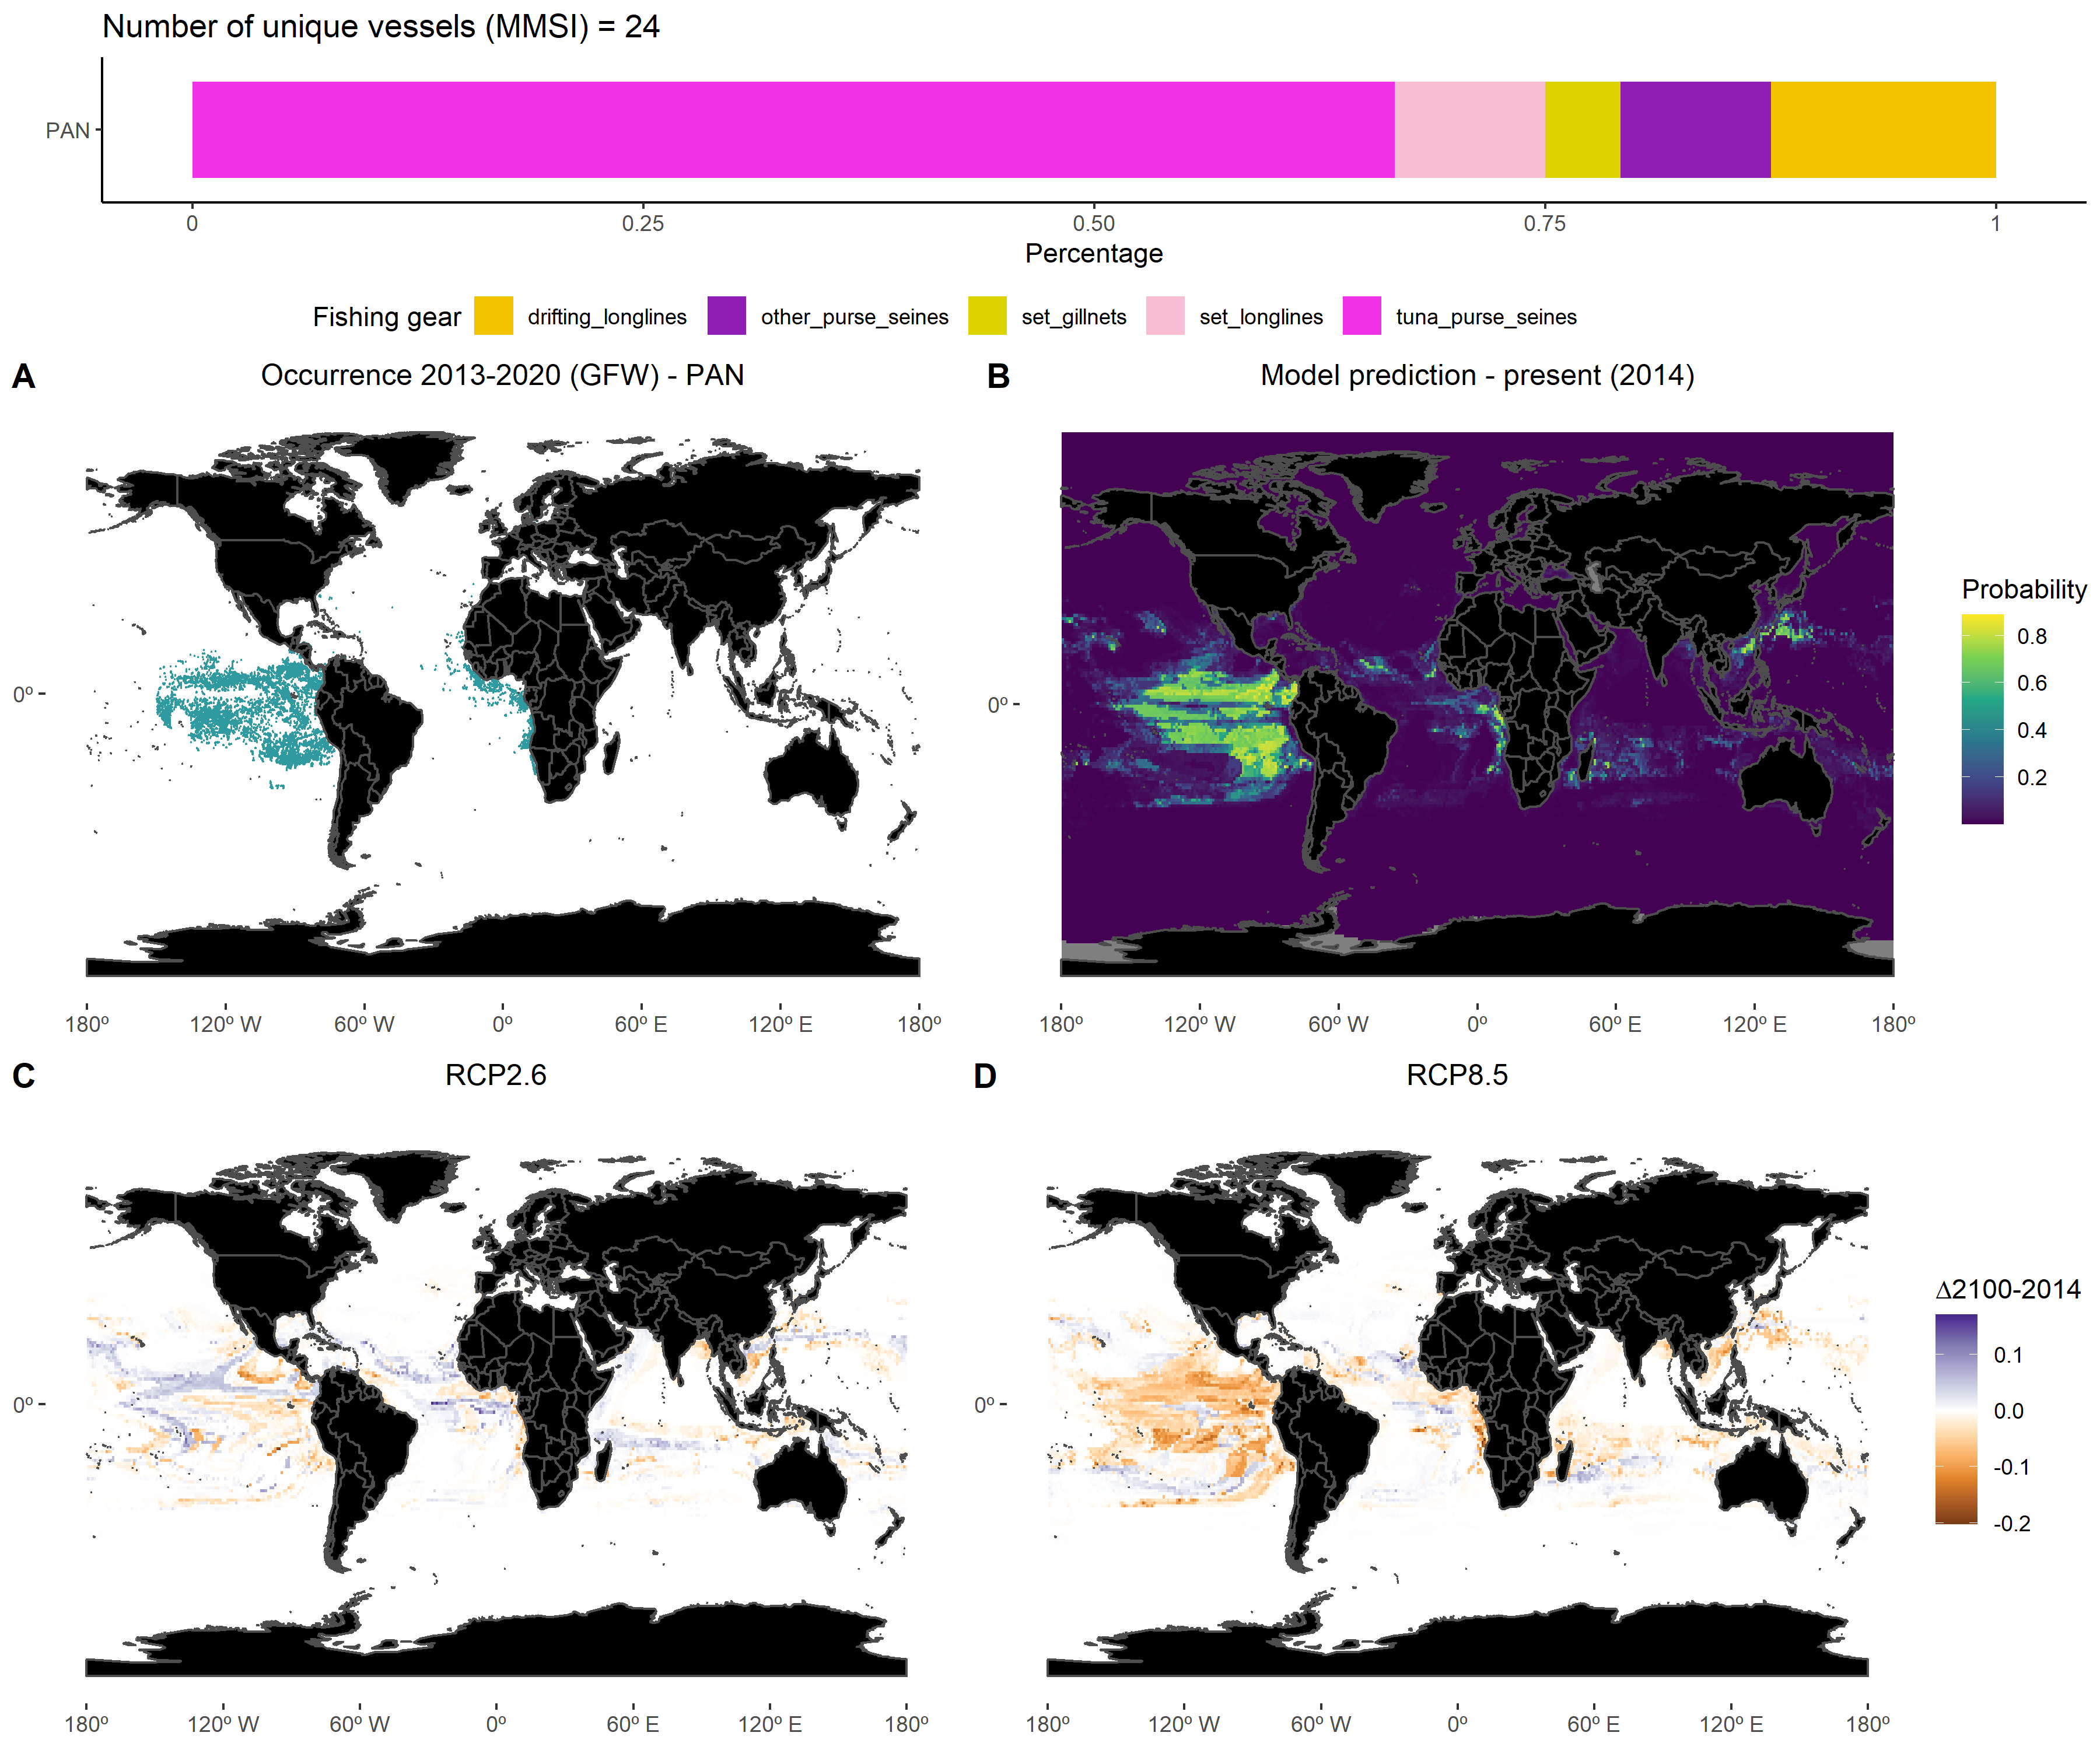 Number of unique vessels (MMSI) = 24
PAN
0 0.25 0.50 0.75 1
Percentage
Fishing gear drifting_longlines other_purse_seines set_gillnets set_longlines tuna_purse_seines
A Occurrence 2013-2020 (GFW) - PAN
0º
180º 120º W 60º W 0º 60º E 120º E 180º
B Model prediction - present (2014)
0º
180º 120º W 60º W 0º 60º E 120º E 180º
Probability
0.8
0.6
0.4
0.2
C RCP2.6
0º
180º 120º W 60º W 0º 60º E 120º E 180º
D RCP8.5
0º
180º 120º W 60º W 0º 60º E 120º E 180º
Δ2100-2014
0.1
0.0
-0.1
-0.2